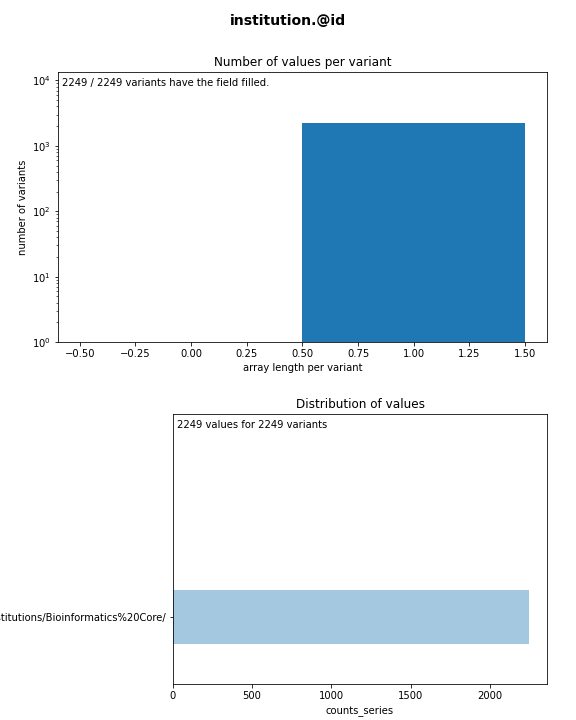 institution.@id
Number of values per variant
2249 / 2249 variants have the field filled.
number of variants
10⁴
10³
10²
10¹
10⁰
−0.50 −0.25 0.00 0.25 0.50 0.75 1.00 1.25 1.50
array length per variant
Distribution of values
2249 values for 2249 variants
stitutions/Bioinformatics%20Core/
0 500 1000 1500 2000
counts_series